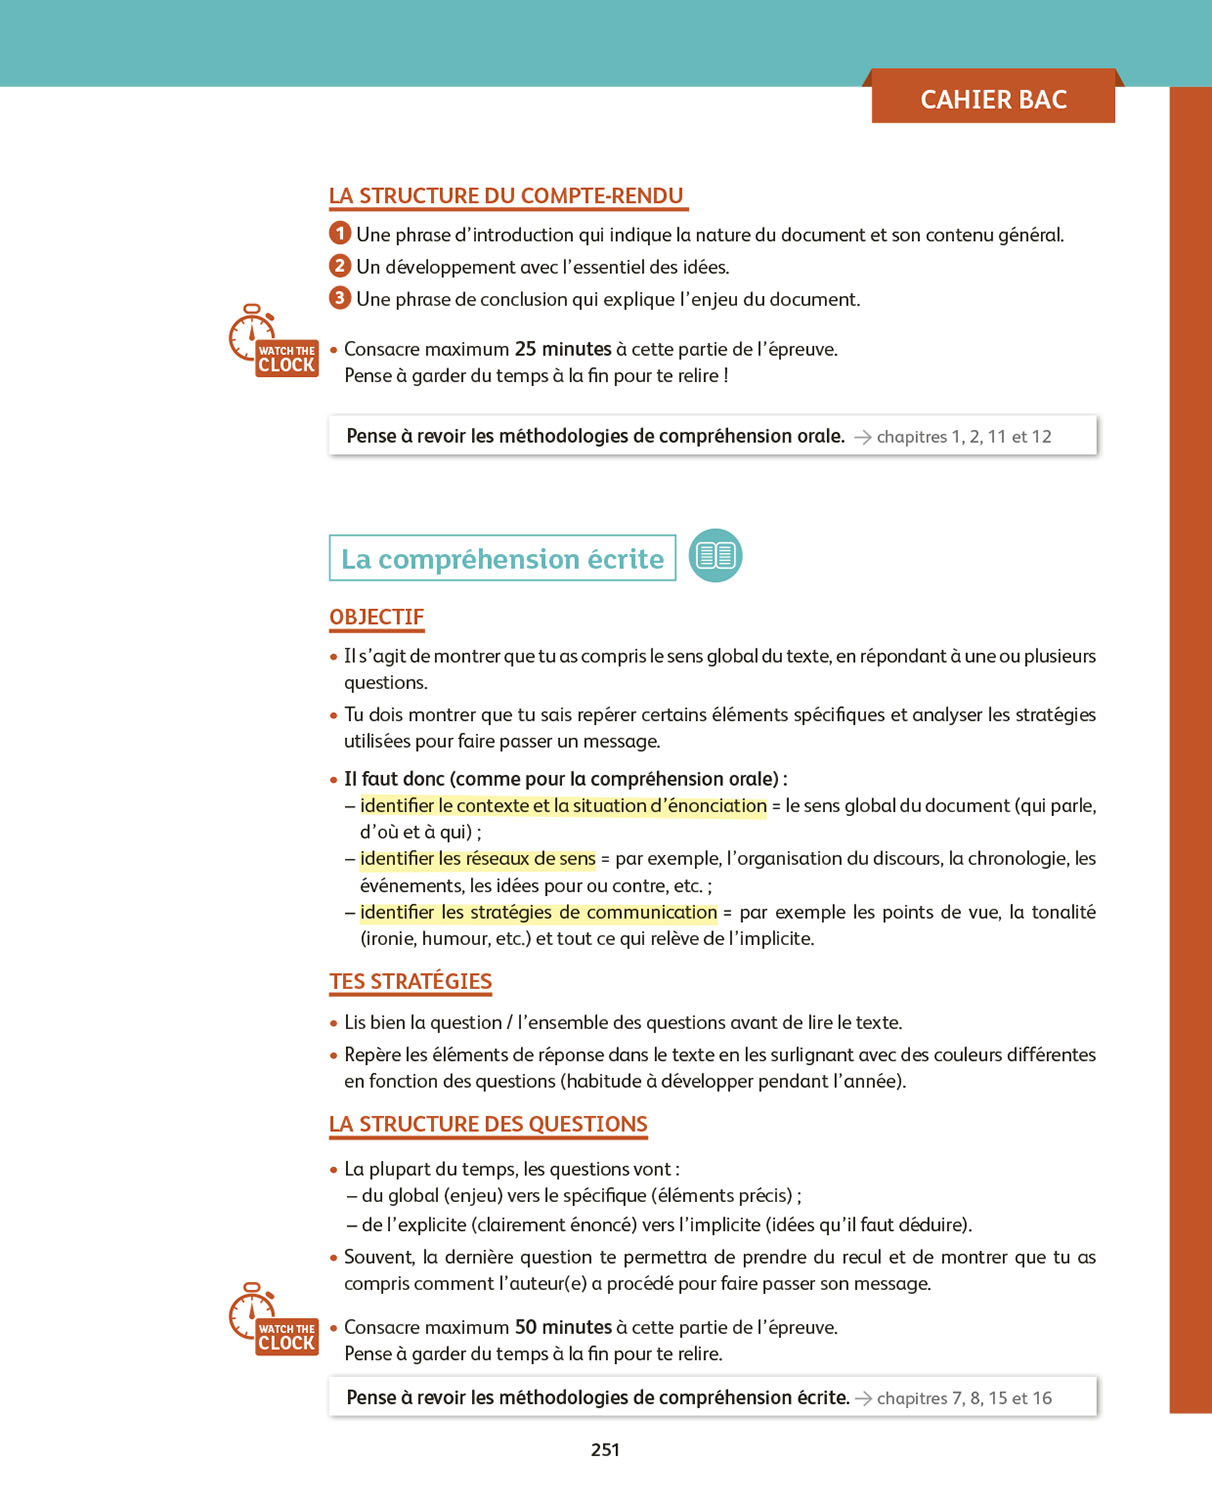 CAHIER BAC
LA STRUCTURE DU COMPTE-RENDU
1 Une phrase d’introduction qui indique la nature du document et son contenu général.
2 Un développement avec l’essentiel des idées.
3 Une phrase de conclusion qui explique l’enjeu du document.
WATCH THE
CLOCK
• Consacre maximum 25 minutes à cette partie de l’épreuve.
Pense à garder du temps à la fin pour te relire !
Pense à revoir les méthodologies de compréhension orale. → chapitres 1, 2, 11 et 12
La compréhension écrite
OBJECTIF
• Il s’agit de montrer que tu as compris le sens global du texte, en répondant à une ou plusieurs
questions.
• Tu dois montrer que tu sais repérer certains éléments spécifiques et analyser les stratégies
utilisées pour faire passer un message.
• Il faut donc (comme pour la compréhension orale) :
– identifier le contexte et la situation d’énonciation = le sens global du document (qui parle,
d’où et à qui) ;
– identifier les réseaux de sens = par exemple, l’organisation du discours, la chronologie, les
événements, les idées pour ou contre, etc. ;
– identifier les stratégies de communication = par exemple les points de vue, la tonalité
(ironie, humour, etc.) et tout ce qui relève de l’implicite.
TES STRATÉGIES
• Lis bien la question / l’ensemble des questions avant de lire le texte.
• Repère les éléments de réponse dans le texte en les surlignant avec des couleurs différentes
en fonction des questions (habitude à développer pendant l’année).
LA STRUCTURE DES QUESTIONS
• La plupart du temps, les questions vont :
– du global (enjeu) vers le spécifique (éléments précis) ;
– de l’explicite (clairement énoncé) vers l’implicite (idées qu’il faut déduire).
• Souvent, la dernière question te permettra de prendre du recul et de montrer que tu as
compris comment l’auteur(e) a procédé pour faire passer son message.
WATCH THE
CLOCK
• Consacre maximum 50 minutes à cette partie de l’épreuve.
Pense à garder du temps à la fin pour te relire.
Pense à revoir les méthodologies de compréhension écrite. → chapitres 7, 8, 15 et 16
251